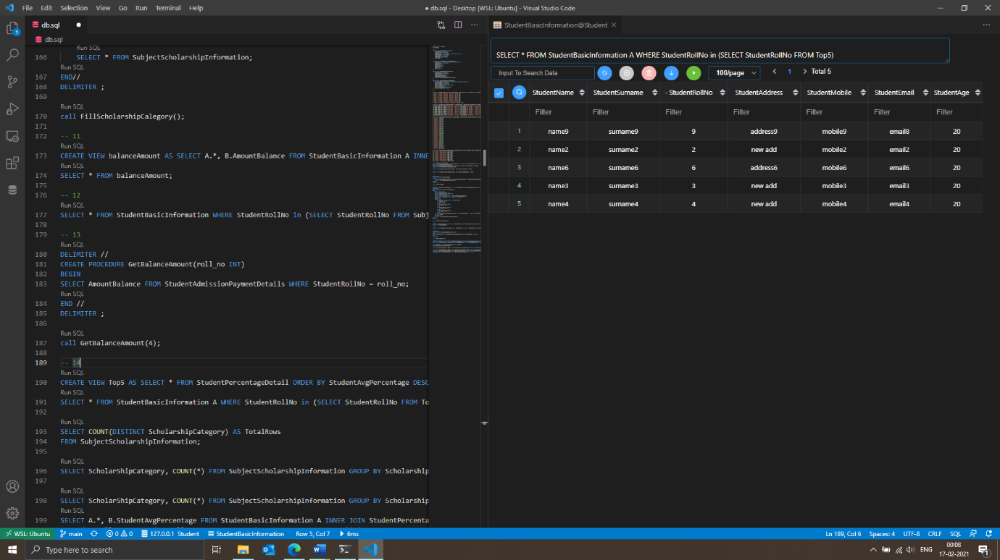 File Edit Selection View Go Run Terminal Help
● db.sql - Desktop [WSL: Ubuntu] - Visual Studio Code
db.sql ●
db.sql
Run SQL
166 SELECT * FROM SubjectScholarshipInformation;
Run SQL
167 END//
168 DELIMITER ;
169
Run SQL
170 call FillScholarshipCalegory();
171
172 -- 11
Run SQL
173 CREATE VIEW balanceAmount AS SELECT A.*, B.AmountBalance FROM StudentBasicInformation A INNE
Run SQL
174 SELECT * FROM balanceAmount;
175
176 -- 12
Run SQL
177 SELECT * FROM StudentBasicInformation WHERE StudentRollNo in (SELECT StudentRollNo FROM Subj
178
179 -- 13
Run SQL
180 DELIMITER //
181 CREATE PROCEDURE GetBalanceAmount(roll_no INT)
182 BEGIN
183 SELECT AmountBalance FROM StudentAdmissionPaymentDetails WHERE StudentRollNo = roll_no;
Run SQL
184 END //
185 DELIMITER ;
186
Run SQL
187 call GetBalanceAmount(4);
188
189 -- 14
Run SQL
190 CREATE VIEW Top5 AS SELECT * FROM StudentPercentageDetail ORDER BY StudentAvgPercentage DESC
Run SQL
191 SELECT * FROM StudentBasicInformation A WHERE StudentRollNo in (SELECT StudentRollNo FROM To
192
Run SQL
193 SELECT COUNT(DISTINCT ScholarshipCategory) AS TotalRows
194 FROM SubjectScholarshipInformation;
195
Run SQL
196 SELECT ScholarShipCategory, COUNT(*) FROM SubjectScholarshipInformation GROUP BY Scholarship
197
Run SQL
198 SELECT ScholarShipCategory, COUNT(*) FROM SubjectScholarshipInformation GROUP BY Scholarship
Run SQL
199 SELECT A.*, B.StudentAvgPercentage FROM StudentBasicInformation A INNER JOIN StudentPercenta
StudentBasicInformation@Student
SELECT * FROM StudentBasicInformation A WHERE StudentRollNo in (SELECT StudentRollNo FROM Top5)
Input To Search Data 100/page 1 Total 5
StudentName StudentSurname * StudentRollNo StudentAddress StudentMobile StudentEmail StudentAge
Filter Filter Filter Filter Filter Filter Filter
1 name9 surname9 9 address9 mobile9 email8 20
2 name2 surname2 2 new add mobile2 email2 20
3 name6 surname6 6 address6 mobile6 email6 20
4 name3 surname3 3 new add mobile3 email3 20
5 name4 surname4 4 new add mobile4 email4 20
WSL: Ubuntu main 0 0 127.0.0.1 Student StudentBasicInformation Row 5, Col 7 6ms Ln 189, Col 6 Spaces: 4 UTF-8 CRLF SQL
Type here to search
ENG
00:08
17-02-2021
1